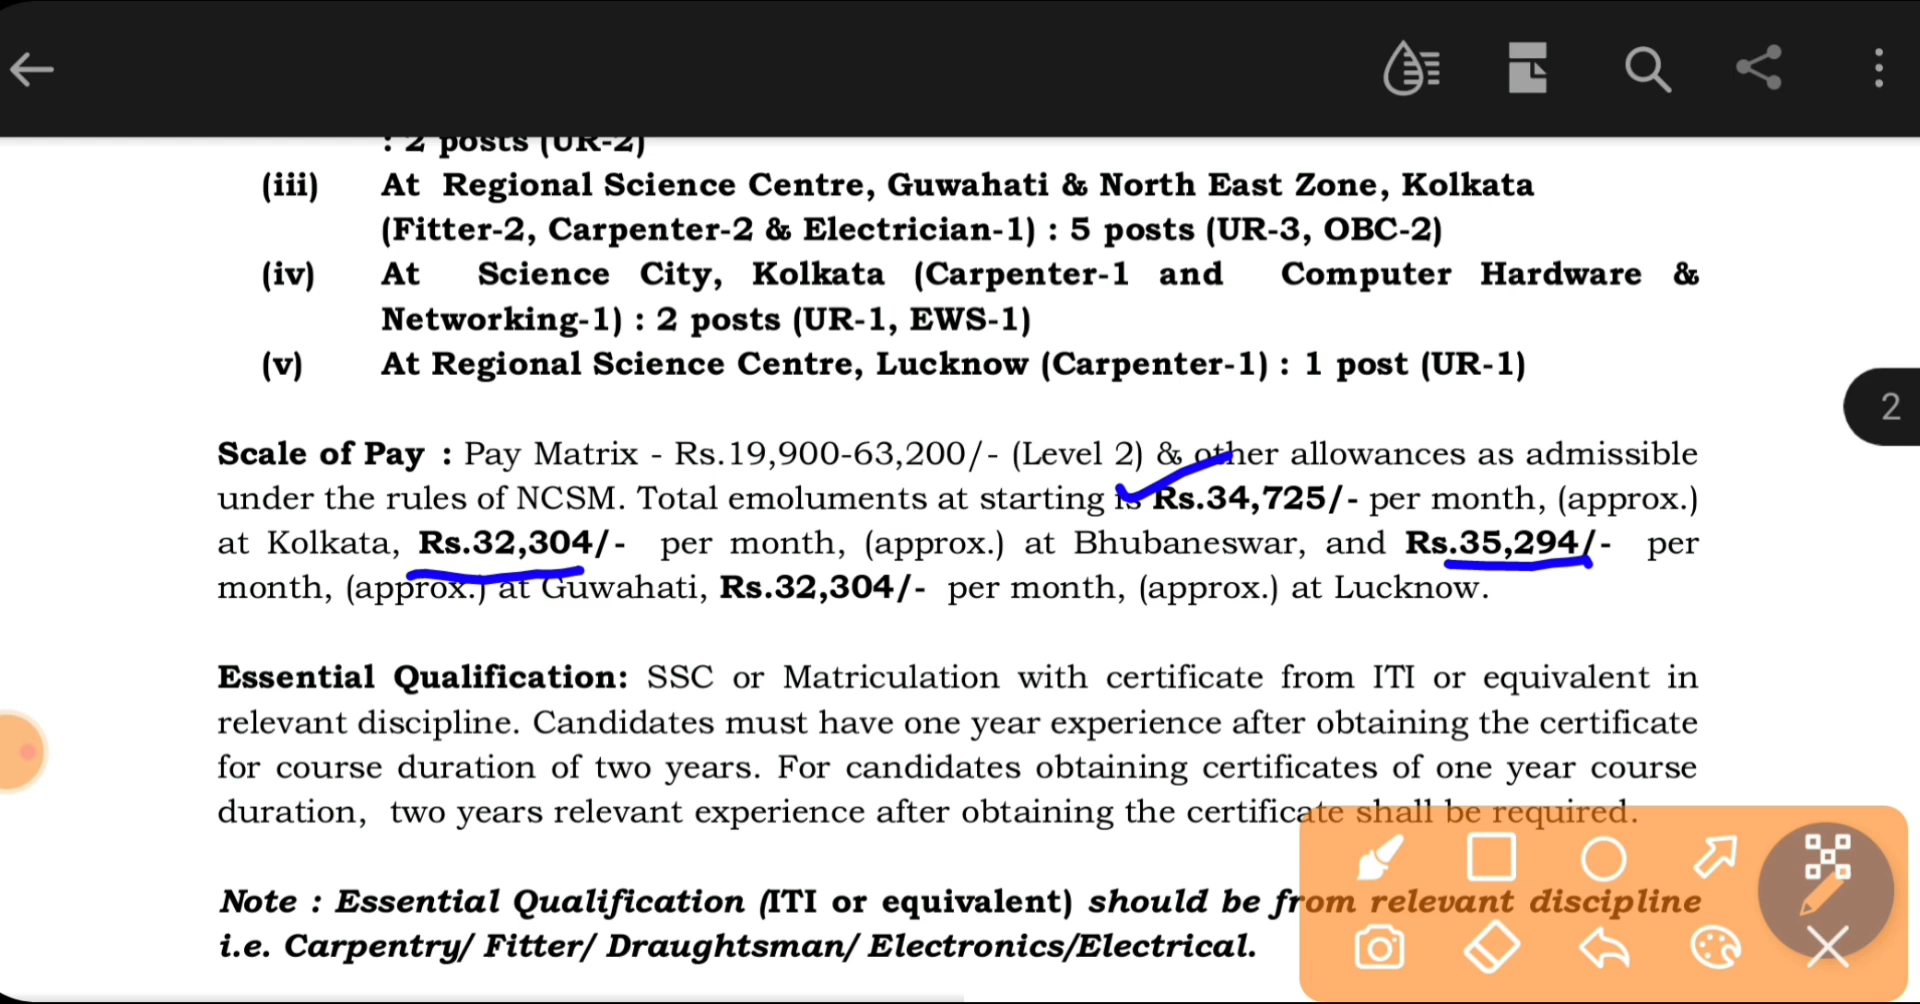 : 2 posts (UR-2)
(iii) At Regional Science Centre, Guwahati & North East Zone, Kolkata
(Fitter-2, Carpenter-2 & Electrician-1) : 5 posts (UR-3, OBC-2)
(iv) At Science City, Kolkata (Carpenter-1 and Computer Hardware &
Networking-1) : 2 posts (UR-1, EWS-1)
(v) At Regional Science Centre, Lucknow (Carpenter-1) : 1 post (UR-1)
2
Scale of Pay : Pay Matrix - Rs.19,900-63,200/- (Level 2) & other allowances as admissible
under the rules of NCSM. Total emoluments at starting is Rs.34,725/- per month, (approx.)
at Kolkata, Rs.32,304/- per month, (approx.) at Bhubaneswar, and Rs.35,294/- per
month, (approx.) at Guwahati, Rs.32,304/- per month, (approx.) at Lucknow.
Essential Qualification: SSC or Matriculation with certificate from ITI or equivalent in
relevant discipline. Candidates must have one year experience after obtaining the certificate
for course duration of two years. For candidates obtaining certificates of one year course
duration, two years relevant experience after obtaining the certificate shall be required.
Note : Essential Qualification (ITI or equivalent) should be from relevant discipline
i.e. Carpentry/ Fitter/ Draughtsman/ Electronics/Electrical.